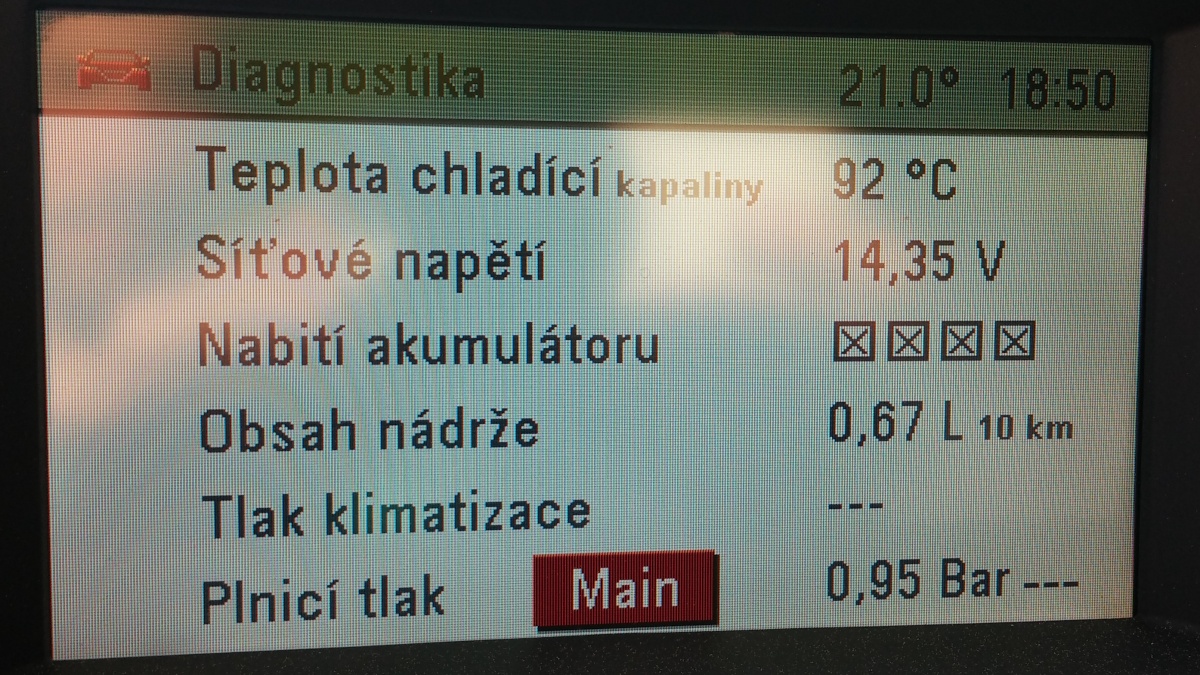 Diagnostika 21.0° 18:50
Teplota chladící kapaliny 92 °C
Síťové napětí 14,35 V
Nabití akumulátoru
Obsah nádrže 0,67 L 10 km
Tlak klimatizace ---
Plnicí tlak 0,95 Bar ---
Main